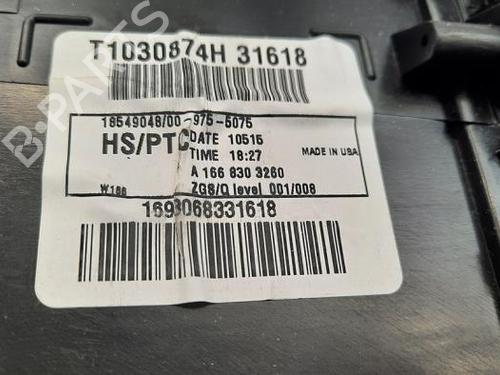 T1030874H 31618
18549048/00-975-5075
HS/PTC
DATE 10515
TIME 18:27
MADE IN USA
A 166 830 3260
W166
ZGS/Q level 001/008
1693068331618
B-PARTS